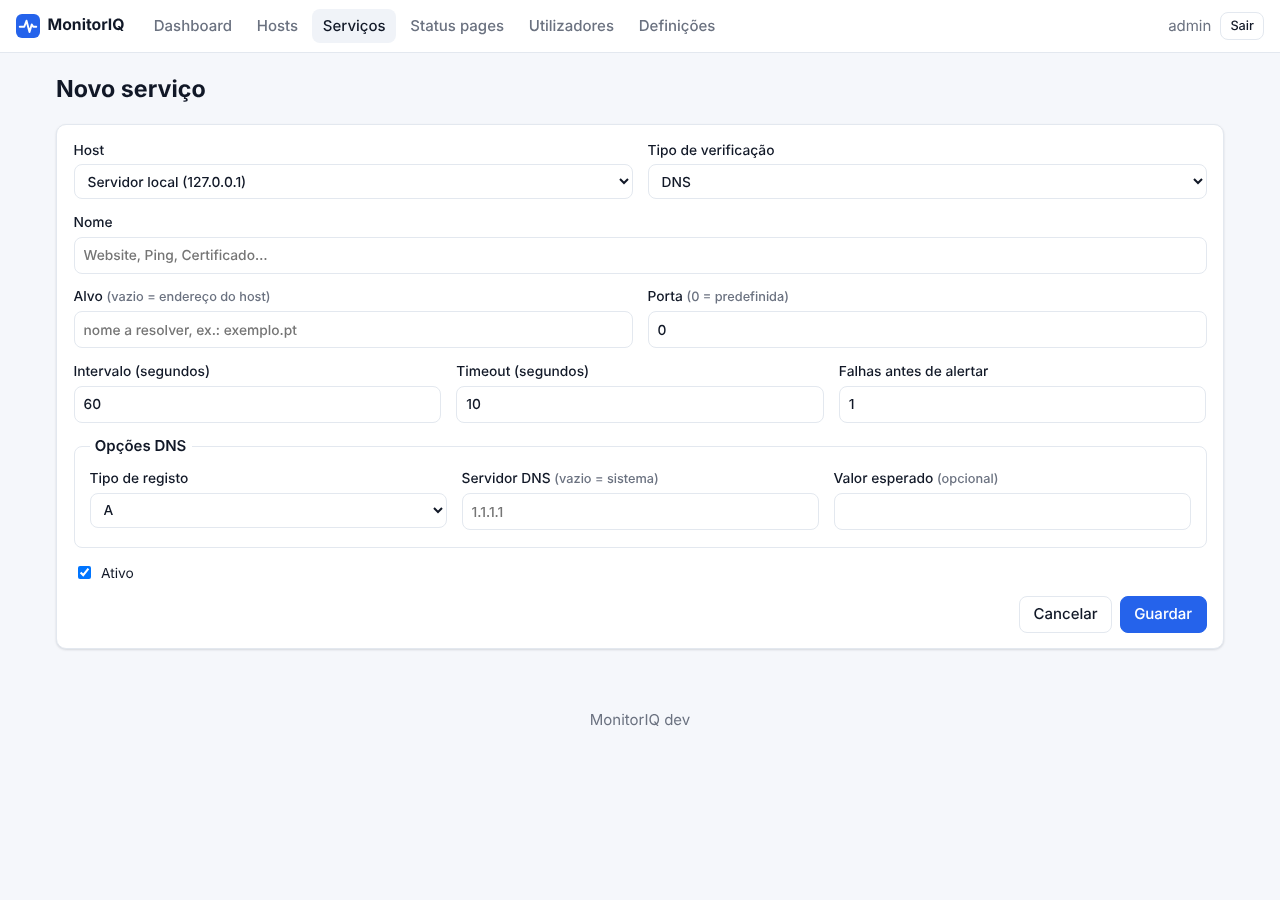 MonitorIQ Dashboard Hosts Serviços Status pages Utilizadores Definições admin Sair
Novo serviço
Host Tipo de verificação
Servidor local (127.0.0.1) DNS
Nome
Website, Ping, Certificado...
Alvo (vazio = endereço do host) Porta (0 = predefinida)
nome a resolver, ex.: exemplo.pt 0
Intervalo (segundos) Timeout (segundos) Falhas antes de alertar
60 10 1
Opções DNS
Tipo de registo Servidor DNS (vazio = sistema) Valor esperado (opcional)
A 1.1.1.1
Ativo
Cancelar Guardar
MonitorIQ dev